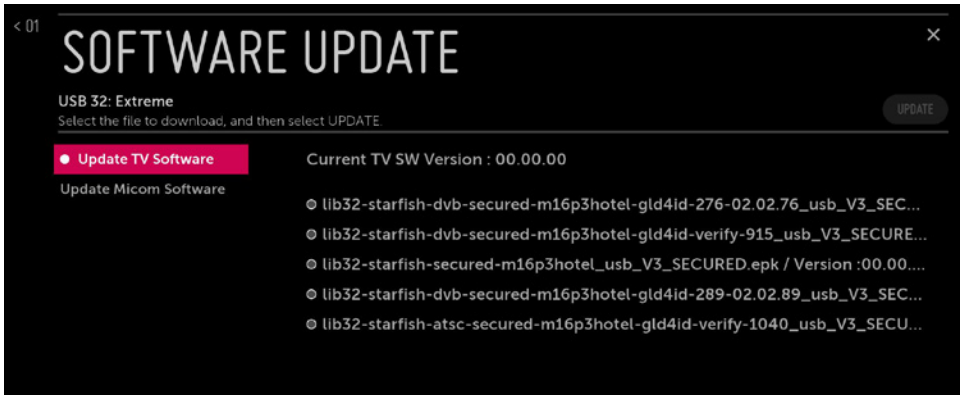 < 01
SOFTWARE UPDATE
USB 32: Extreme
Select the file to download, and then select UPDATE.
UPDATE
Update TV Software
Current TV SW Version : 00.00.00
Update Micom Software
lib32-starfish-dvb-secured-m16p3hotel-gld4id-276-02.02.76_usb_V3_SEC...
lib32-starfish-dvb-secured-m16p3hotel-gld4id-verify-915_usb_V3_SECURE...
lib32-starfish-secured-m16p3hotel_usb_V3_SECURED.epk / Version :00.00....
lib32-starfish-dvb-secured-m16p3hotel-gld4id-289-02.02.89_usb_V3_SEC...
lib32-starfish-atsc-secured-m16p3hotel-gld4id-verify-1040_usb_V3_SECU...